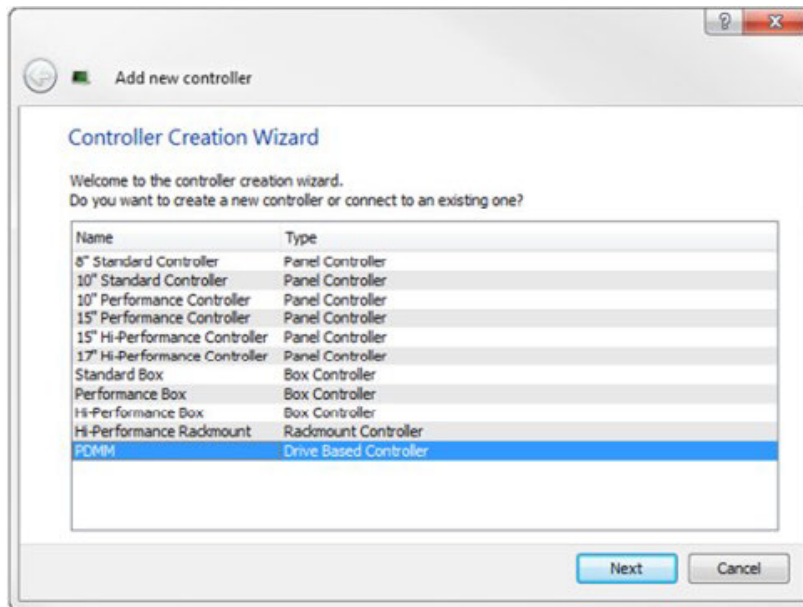 Add new controller
Controller Creation Wizard
Welcome to the controller creation wizard.
Do you want to create a new controller or connect to an existing one?
Name Type
8" Standard Controller Panel Controller
10" Standard Controller Panel Controller
10" Performance Controller Panel Controller
15" Performance Controller Panel Controller
15" Hi-Performance Controller Panel Controller
17" Hi-Performance Controller Panel Controller
Standard Box Box Controller
Performance Box Box Controller
Hi-Performance Box Box Controller
Hi-Performance Rackmount Rackmount Controller
PDMM Drive Based Controller
Next Cancel